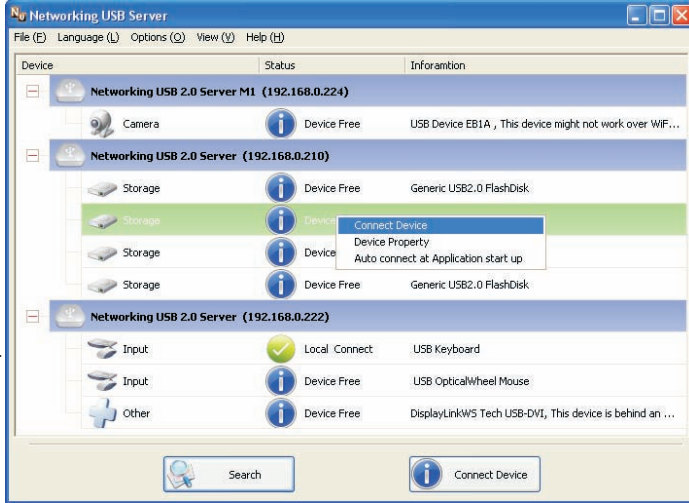 Networking USB Server
File (F) Language (L) Options (O) View (V) Help (H)
Device Status Inforamtion
Networking USB 2.0 Server M1 (192.168.0.224)
Camera Device Free USB Device EB1A , This device might not work over WiF...
Networking USB 2.0 Server (192.168.0.210)
Storage Device Free Generic USB2.0 FlashDisk
Storage Device
Connect Device
Device Property
Storage Device
Auto connect at Application start up
Storage Device Free Generic USB2.0 FlashDisk
Networking USB 2.0 Server (192.168.0.222)
Input Local Connect USB Keyboard
Input Device Free USB OpticalWheel Mouse
Other Device Free DisplayLinkWS Tech USB-DVI, This device is behind an ...
Search Connect Device